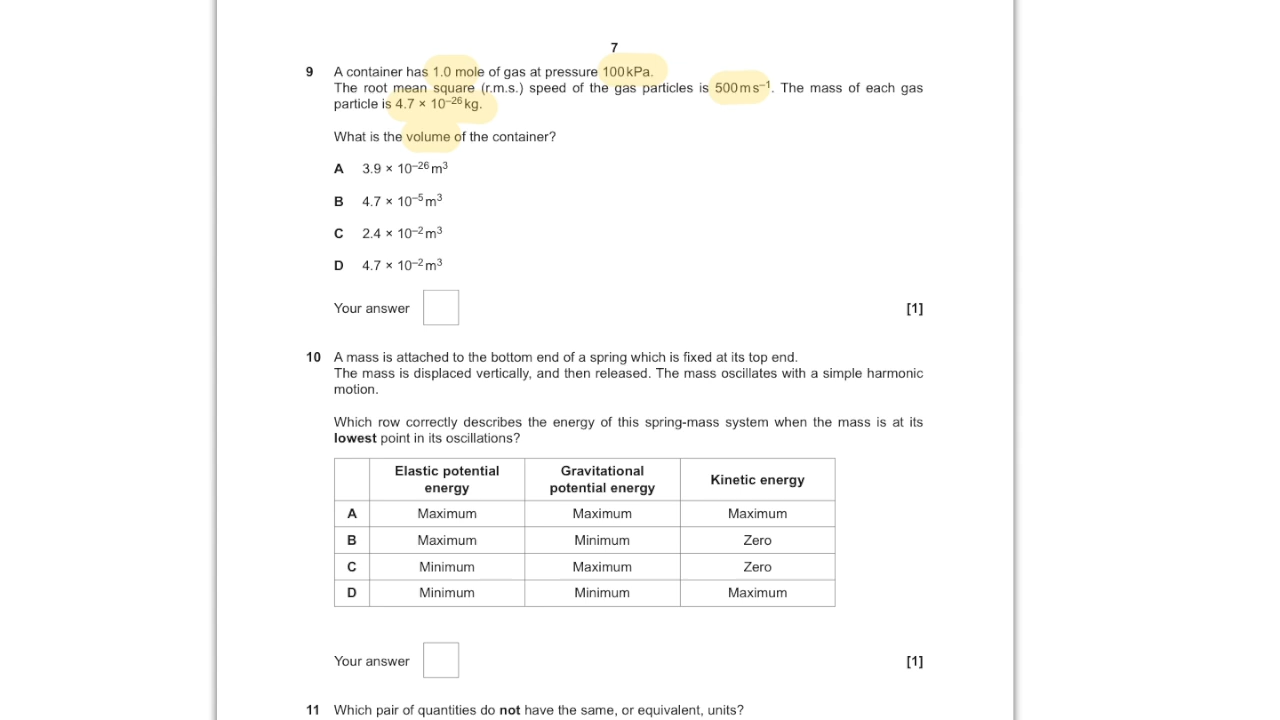 7
9 A container has 1.0 mole of gas at pressure 100 kPa.
The root mean square (r.m.s.) speed of the gas particles is 500 m s⁻¹. The mass of each gas
particle is 4.7 × 10⁻²⁶ kg.
What is the volume of the container?
A 3.9 × 10⁻²⁶ m³
B 4.7 × 10⁻⁵ m³
C 2.4 × 10⁻² m³
D 4.7 × 10⁻² m³
Your answer [1]
10 A mass is attached to the bottom end of a spring which is fixed at its top end.
The mass is displaced vertically, and then released. The mass oscillates with a simple harmonic
motion.
Which row correctly describes the energy of this spring-mass system when the mass is at its
lowest point in its oscillations?
Elastic potential energy Gravitational potential energy Kinetic energy
A Maximum Maximum Maximum
B Maximum Minimum Zero
C Minimum Maximum Zero
D Minimum Minimum Maximum
Your answer [1]
11 Which pair of quantities do not have the same, or equivalent, units?